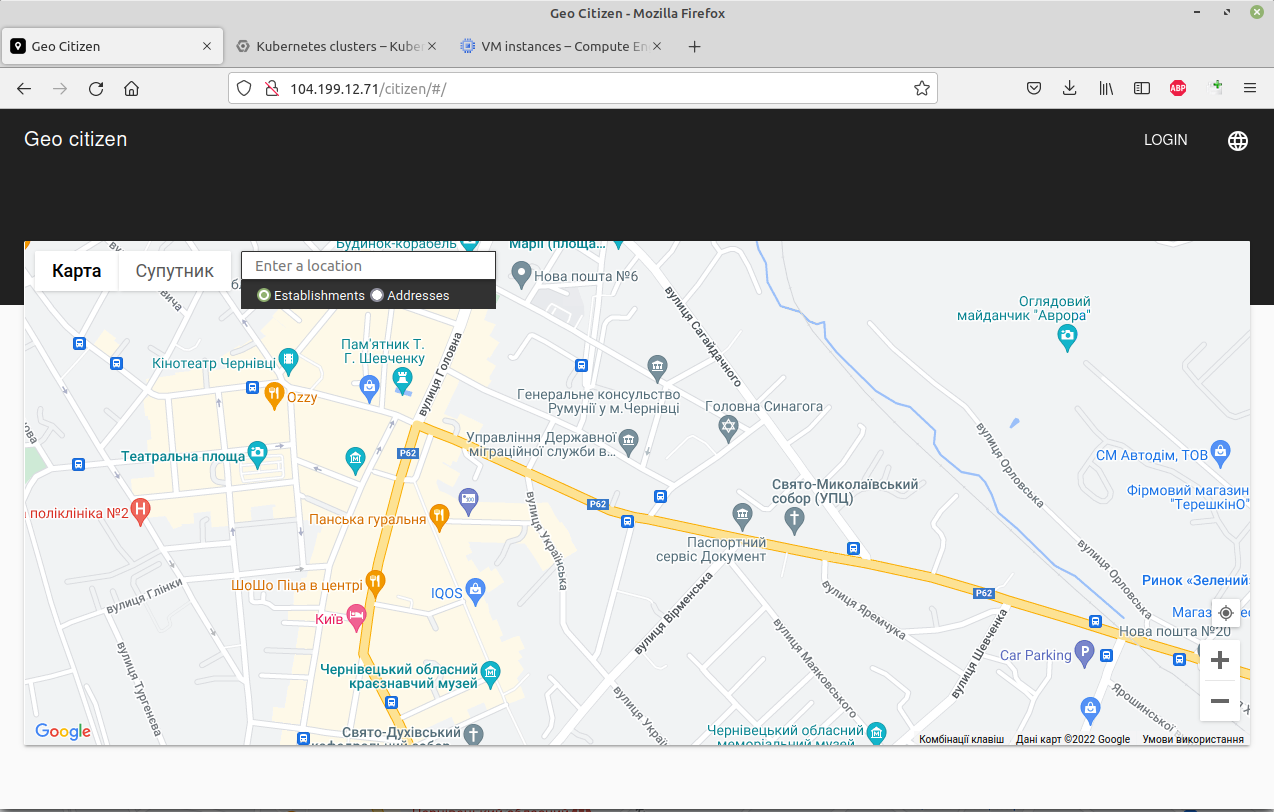 Geo Citizen - Mozilla Firefox
Geo Citizen
Kubernetes clusters – Kuber
VM instances – Compute En
104.199.12.71/citizen/#/
ABP
Geo citizen
LOGIN
Карта
Супутник
Enter a location
Establishments
Addresses
Будинок-корабель
Марії (площа...
Нова пошта №6
вулиця Сагайдачного
Оглядовий
майданчик "Аврора"
Пам'ятник Т.
Г. Шевченку
Кінотеатр Чернівці
вулиця Головна
Ozzy
Генеральне консульство
Румунії у м.Чернівці
Головна Синагога
Управління Державної
міграційної служби в...
Театральна площа
P62
вулиця Орловська
СМ Автодім, ТОВ
Свято-Миколаївський
собор (УПЦ)
Фірмовий магазин
"ТерешкінО"
поліклініка №2
Панська гуральня
P62
вулиця Українська
Паспортний
сервіс Документ
вулиця Орловська
ШоШо Піца в центрі
IQOS
вулиця Глінки
Київ
вулиця Вірменська
вулиця Яремчука
P62
Ринок «Зелений
Магаз
Нова пошта №20
вулиця Маяковського
вулиця Шевченка
Car Parking
вулиця Тургенєва
Чернівецький обласний
краєзнавчий музей
Ярошинської
Свято-Духівський
кафедральний собор
Чернівецький обласний
меморіальний музей
Google
Комбінації клавіш
Дані карт ©2022 Google
Умови використання